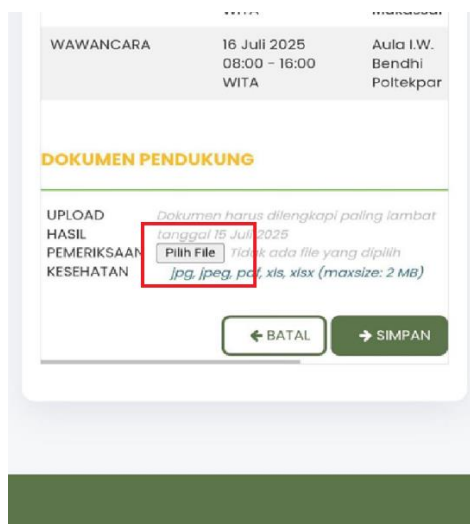 WAWANCARA 16 Juli 2025 Aula I.W.
08:00 - 16:00 Bendhi
WITA Poltekpar
DOKUMEN PENDUKUNG
UPLOAD Dokumen harus dilengkapi paling lambat
HASIL tanggal 15 Juli 2025
PEMERIKSAAN Pilih File Tidak ada file yang dipilih
KESEHATAN jpg, jpeg, pdf, xls, xlsx (maxsize: 2 MB)
BATAL SIMPAN